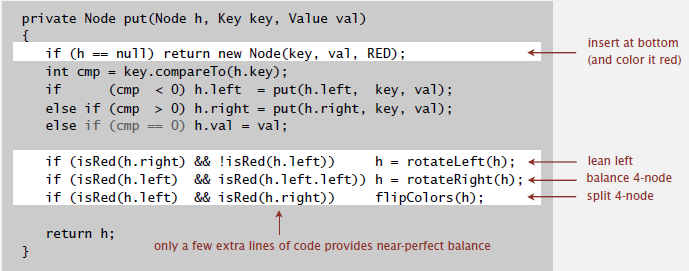 private Node put(Node h, Key key, Value val)
{
if (h == null) return new Node(key, val, RED);
insert at bottom
(and color it red)
int cmp = key.compareTo(h.key);
if (cmp < 0) h.left = put(h.left, key, val);
else if (cmp > 0) h.right = put(h.right, key, val);
else if (cmp == 0) h.val = val;
if (isRed(h.right) && !isRed(h.left)) h = rotateLeft(h);
lean left
if (isRed(h.left) && isRed(h.left.left)) h = rotateRight(h);
balance 4-node
if (isRed(h.left) && isRed(h.right)) flipColors(h);
split 4-node
return h;
only a few extra lines of code provides near-perfect balance
}